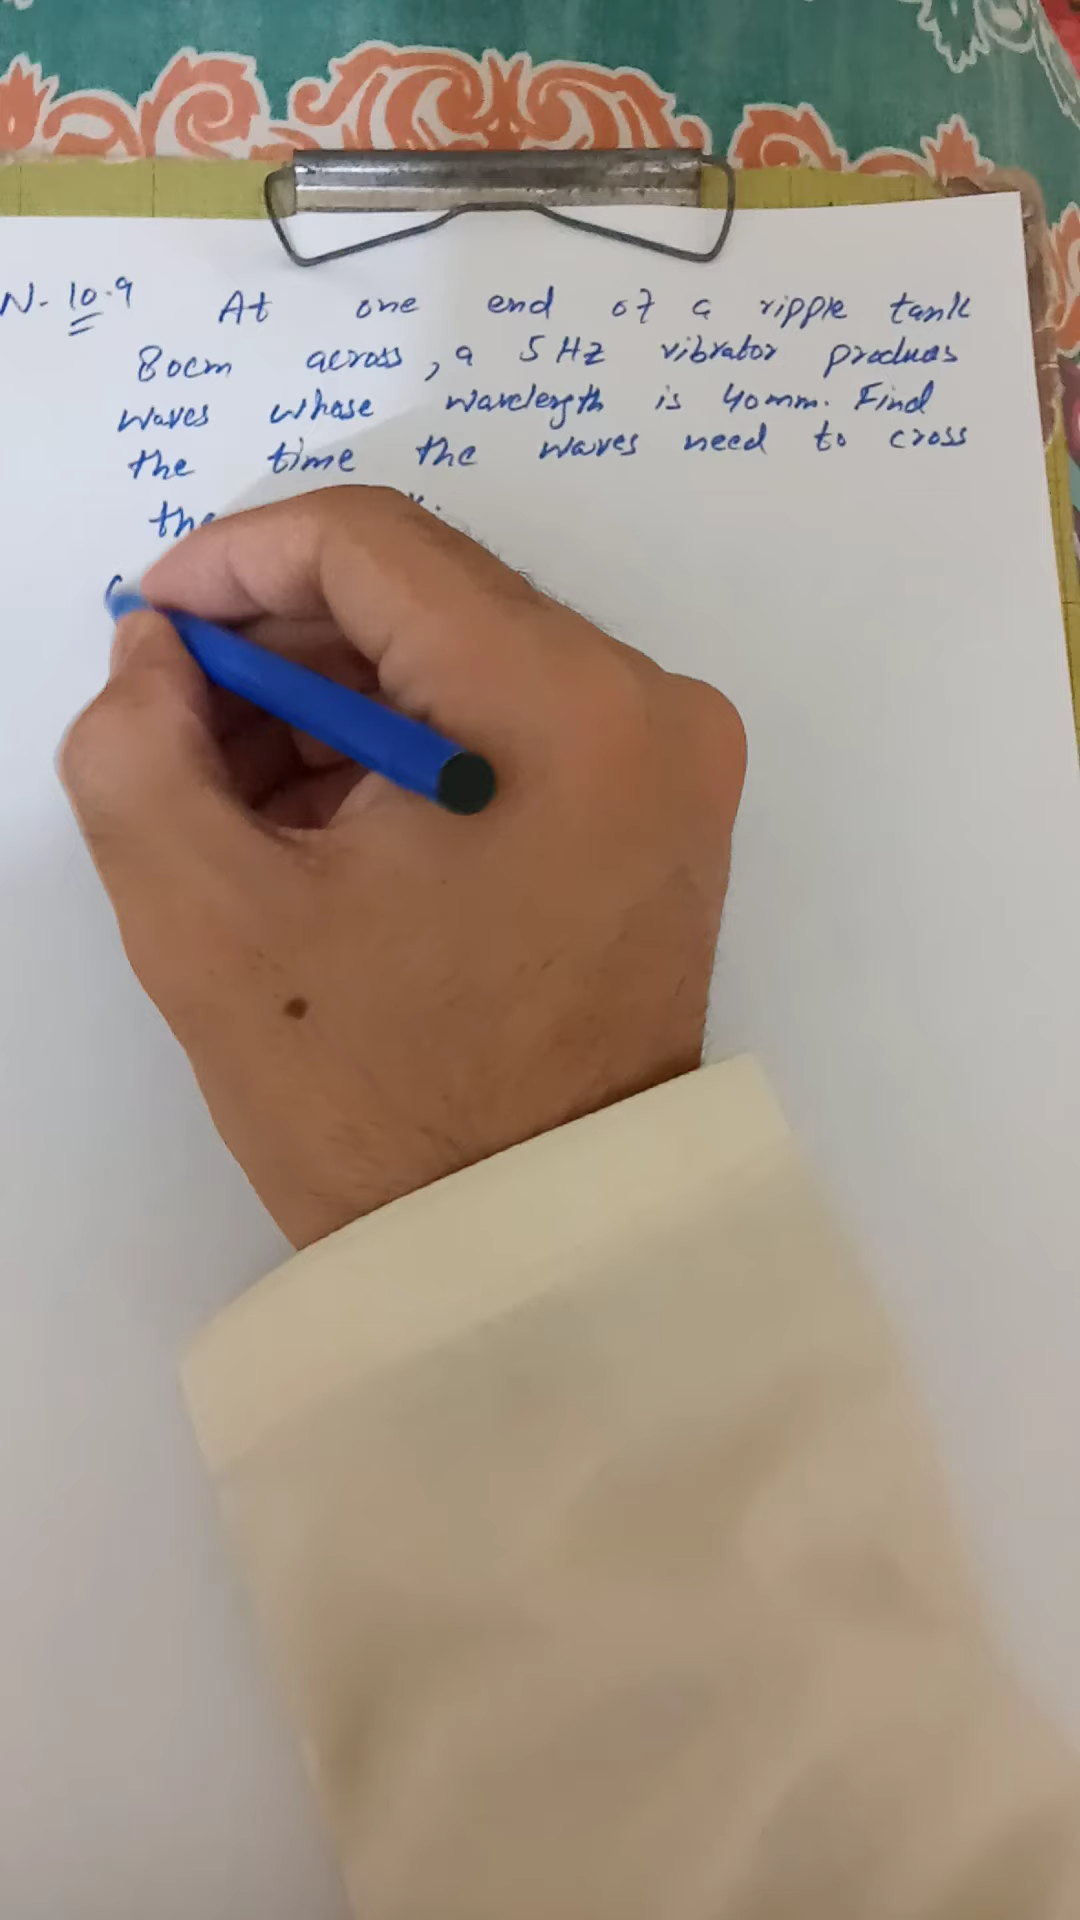 N- 10.9 At one end of a ripple tank
80cm across, a 5 Hz vibrator produces
waves whose wavelength is 40mm. Find
the time the waves need to cross
the